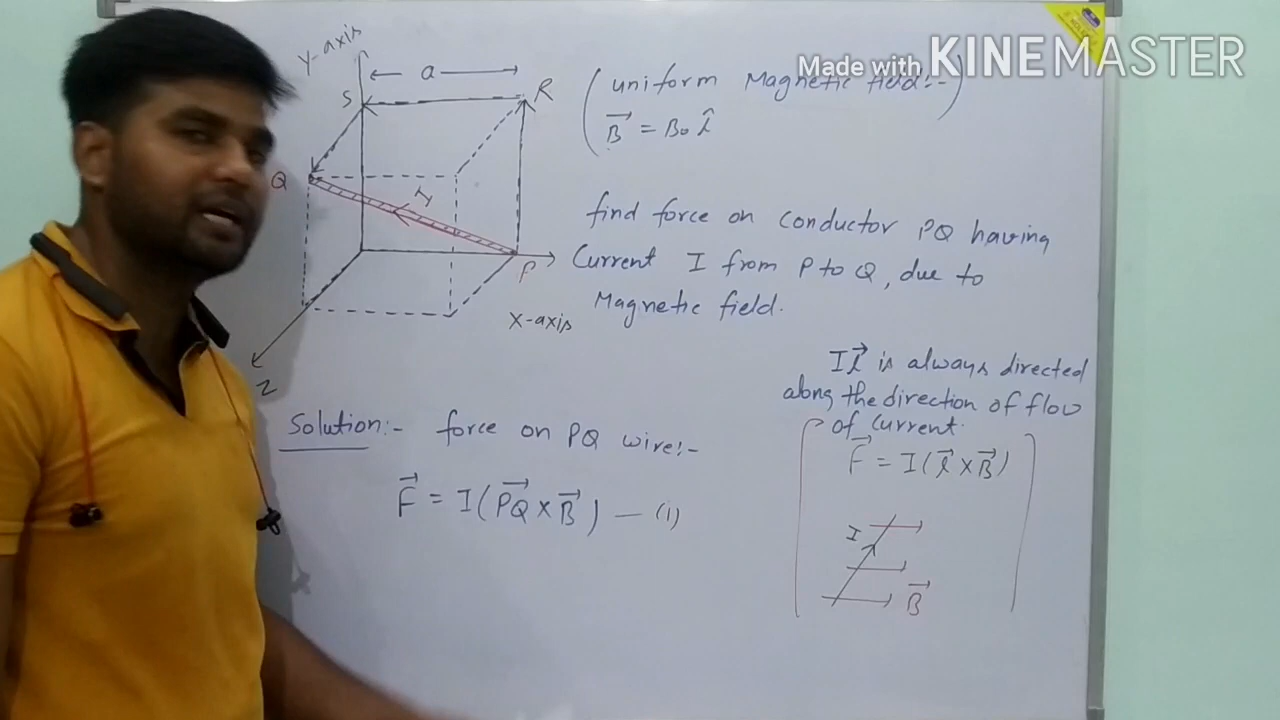 Made with KINEMASTER
Y-axis
a
S
R
Q
I
P
X-axis
Z
(uniform Magnetic field:-)
B⃗ = B₀ î
find force on conductor PQ having
Current I from P to Q, due to
Magnetic field.
Il⃗ is always directed
along the direction of flow
of current.
F⃗ = I(l⃗ × B⃗)
I
B⃗
Solution:- force on PQ wire:-
F⃗ = I(PQ⃗ × B⃗) — (1)